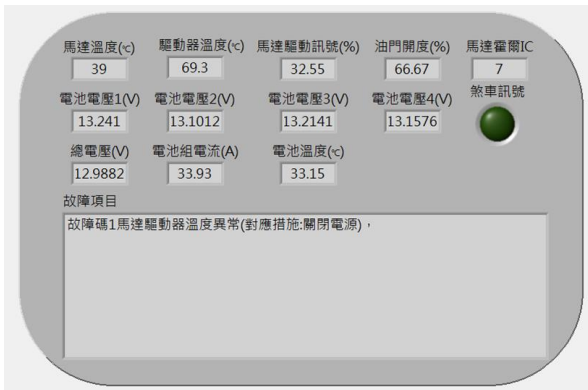 馬達溫度(℃) 驅動器溫度(℃) 馬達驅動訊號(%) 油門開度(%) 馬達霍爾IC
39 69.3 32.55 66.67 7
電池電壓1(V) 電池電壓2(V) 電池電壓3(V) 電池電壓4(V) 煞車訊號
13.241 13.1012 13.2141 13.1576
總電壓(V) 電池組電流(A) 電池溫度(℃)
12.9882 33.93 33.15
故障項目
故障碼1馬達驅動器溫度異常(對應措施:關閉電源)，